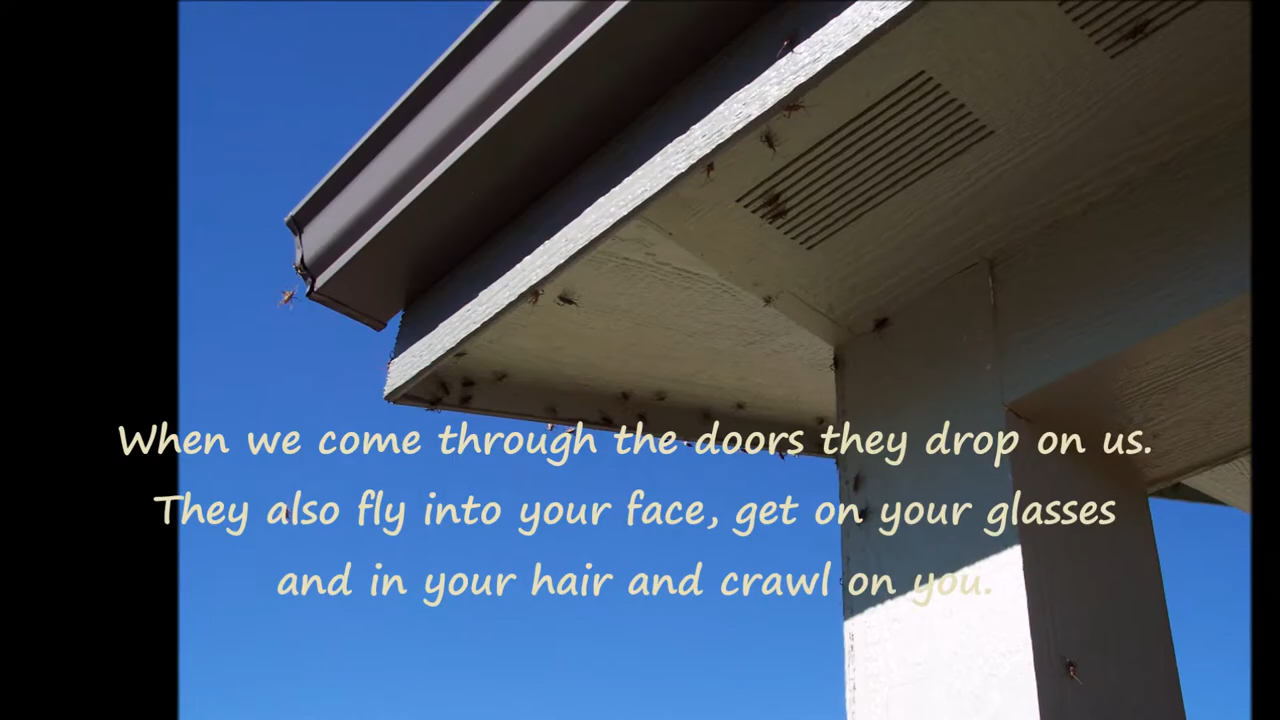 When we come through the doors they drop on us.
They also fly into your face, get on your glasses
and in your hair and crawl on you.